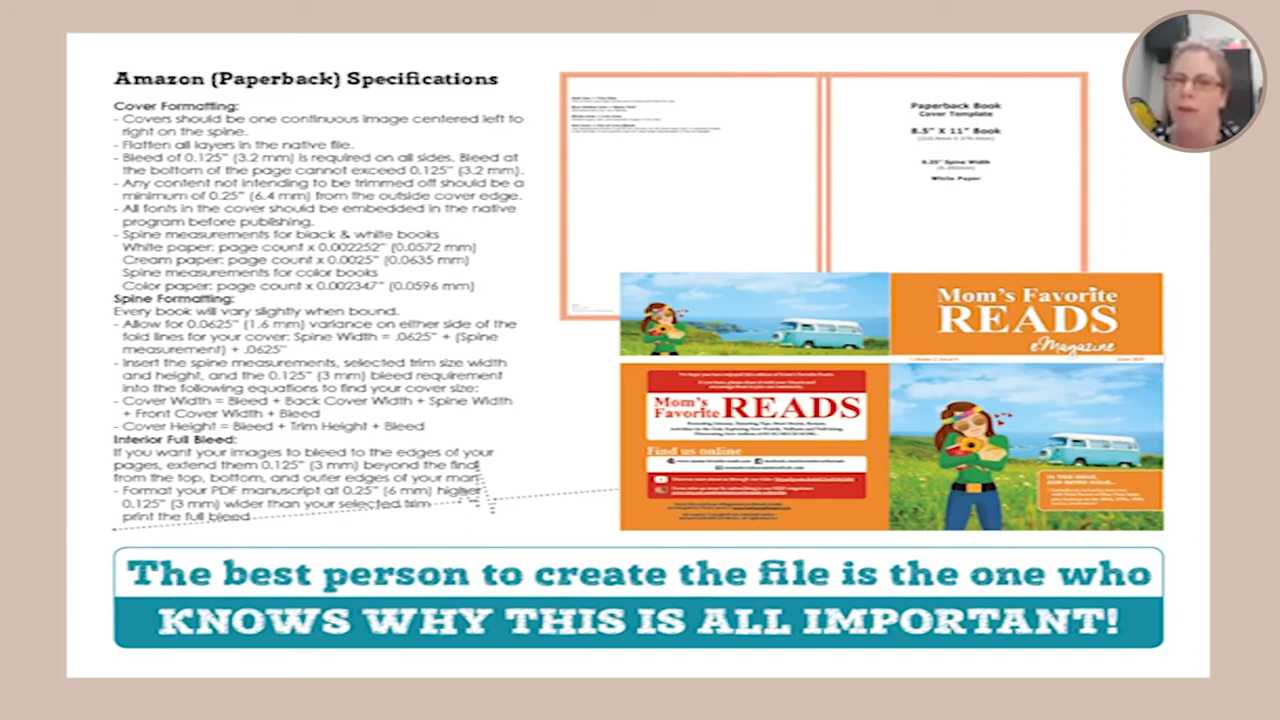 Amazon (Paperback) Specifications
Cover Formatting:
- Covers should be one continuous image centered left to
right on the spine.
- Flatten all layers in the native file.
- Bleed of 0.125" (3.2 mm) is required on all sides. Bleed at
the bottom of the page cannot exceed 0.125" (3.2 mm).
- Any content not intending to be trimmed off should be a
minimum of 0.25" (6.4 mm) from the outside cover edge.
- All fonts in the cover should be embedded in the native
program before publishing.
- Spine measurements for black & white books
White paper: page count x 0.002252" (0.0572 mm)
Cream paper: page count x 0.0025" (0.0635 mm)
Spine measurements for color books
Color paper: page count x 0.002347" (0.0596 mm)
Spine Formatting:
Every book will vary slightly when bound.
- Allow for 0.0625" (1.6 mm) variance on either side of the
fold lines for your cover: Spine Width = .0625" + (Spine
measurement) + .0625"
- Insert the spine measurements, selected trim size width
and height, and the 0.125" (3 mm) bleed requirement
into the following equations to find your cover size:
- Cover Width = Bleed + Back Cover Width + Spine Width
+ Front Cover Width + Bleed
- Cover Height = Bleed + Trim Height + Bleed
Interior Full Bleed:
If you want your images to bleed to the edges of your
pages, extend them 0.125" (3 mm) beyond the final
from the top, bottom, and outer edges of your
- Format your PDF manuscript at higher
0.125" (3 mm) wider than your selected trim
print the full bleed
Paperback Book
Cover Template
8.5" X 11" Book
0.25" Spine Width
White Paper
Mom's Favorite
READS
eMagazine
We hope you have enjoyed this edition of Mom's Favorite Reads.
Mom's
Favorite READS
Find us online
IN THIS ISSUE,
The best person to create the file is the one who
KNOWS WHY THIS IS ALL IMPORTANT!